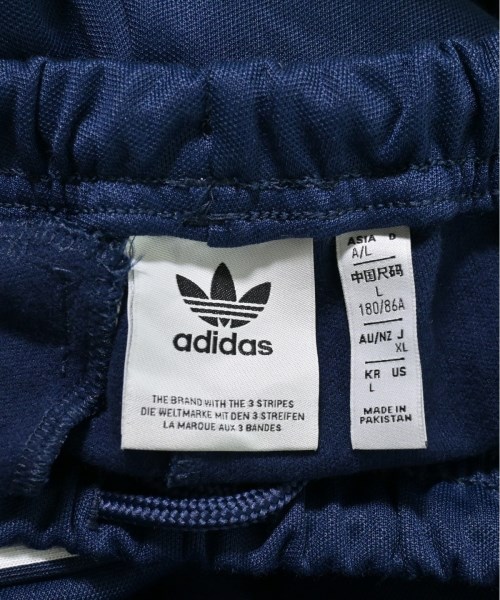 adidas
THE BRAND WITH THE 3 STRIPES
DIE WELTMARKE MIT DEN 3 STREIFEN
LA MARQUE AUX 3 BANDES
ASIA D
A/L
中国尺码
L
180/86A
AU/NZ J
XL
KR US
L
MADE IN
PAKISTAN